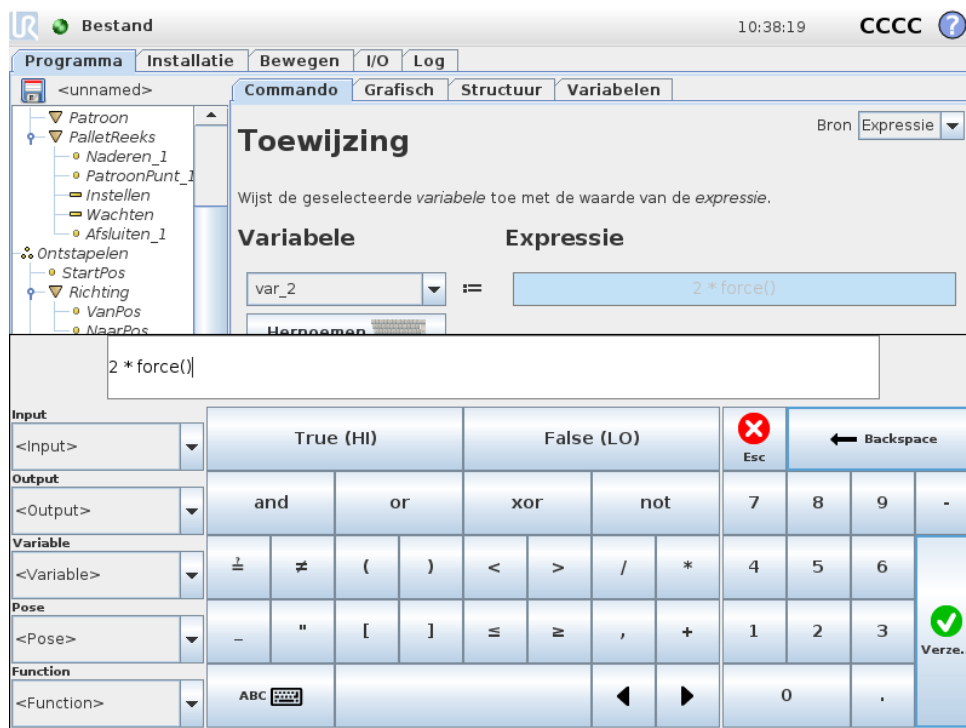 UR Bestand 10:38:19 CCCC ?
Programma Installatie Bewegen I/O Log
<unnamed> Commando Grafisch Structuur Variabelen
Patroon
PalletReeks
Naderen_1
PatroonPunt_1
Instellen
Wachten
Afsluiten_1
Ontstapelen
StartPos
Richting
VanPos
NaarPos
Toewijzing
Bron Expressie
Wijst de geselecteerde variabele toe met de waarde van de expressie.
Variabele Expressie
var_2 := 2 * force()
Hernoemen
2 * force()
Input
<Input>
Output
<Output>
Variable
<Variable>
Pose
<Pose>
Function
<Function>
True (HI) False (LO) Esc Backspace
and or xor not 7 8 9 -
≟ ≠ ( ) < > / * 4 5 6
_ " [ ] ≤ ≥ , + 1 2 3
Verze..
ABC 0 .